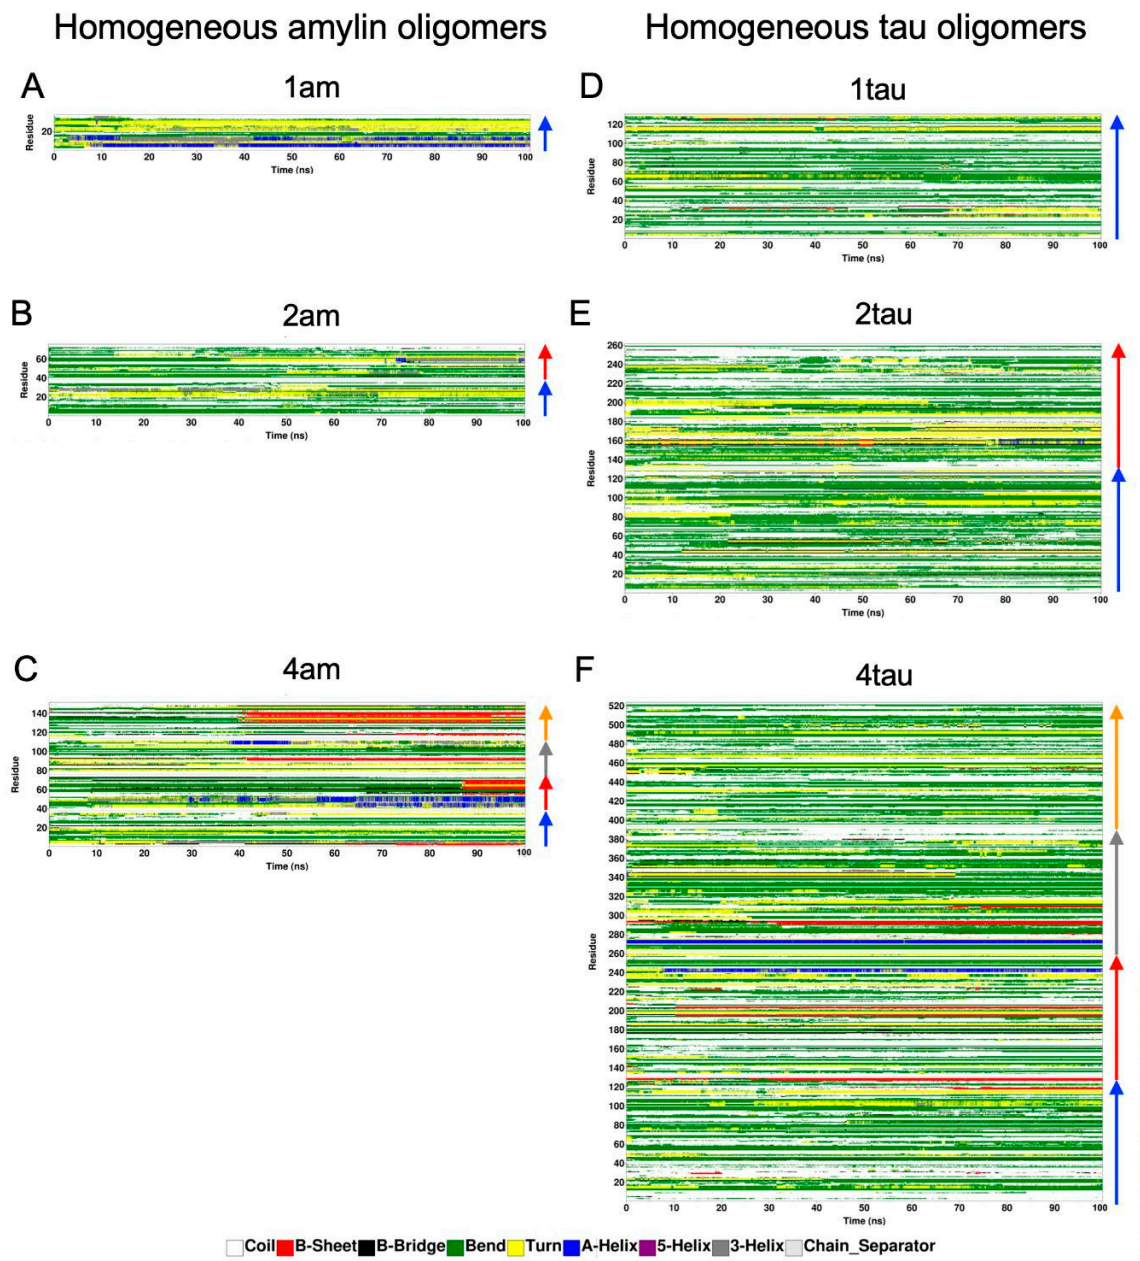 Homogeneous amylin oligomers
Homogeneous tau oligomers
A
1am
Residue
20
0 10 20 30 40 50 60 70 80 90 100
Time (ns)
D
1tau
Residue
120
100
80
60
40
20
0 10 20 30 40 50 60 70 80 90 100
Time (ns)
B
2am
Residue
60
40
20
0 10 20 30 40 50 60 70 80 90 100
Time (ns)
E
2tau
Residue
260
240
220
200
180
160
140
120
100
80
60
40
20
0 10 20 30 40 50 60 70 80 90 100
Time (ns)
C
4am
Residue
140
120
100
80
60
40
20
0 10 20 30 40 50 60 70 80 90 100
Time (ns)
F
4tau
Residue
520
500
480
460
440
420
400
380
360
340
320
300
280
260
240
220
200
180
160
140
120
100
80
60
40
20
0 10 20 30 40 50 60 70 80 90 100
Time (ns)
Coil B-Sheet B-Bridge Bend Turn A-Helix 5-Helix 3-Helix Chain_Separator